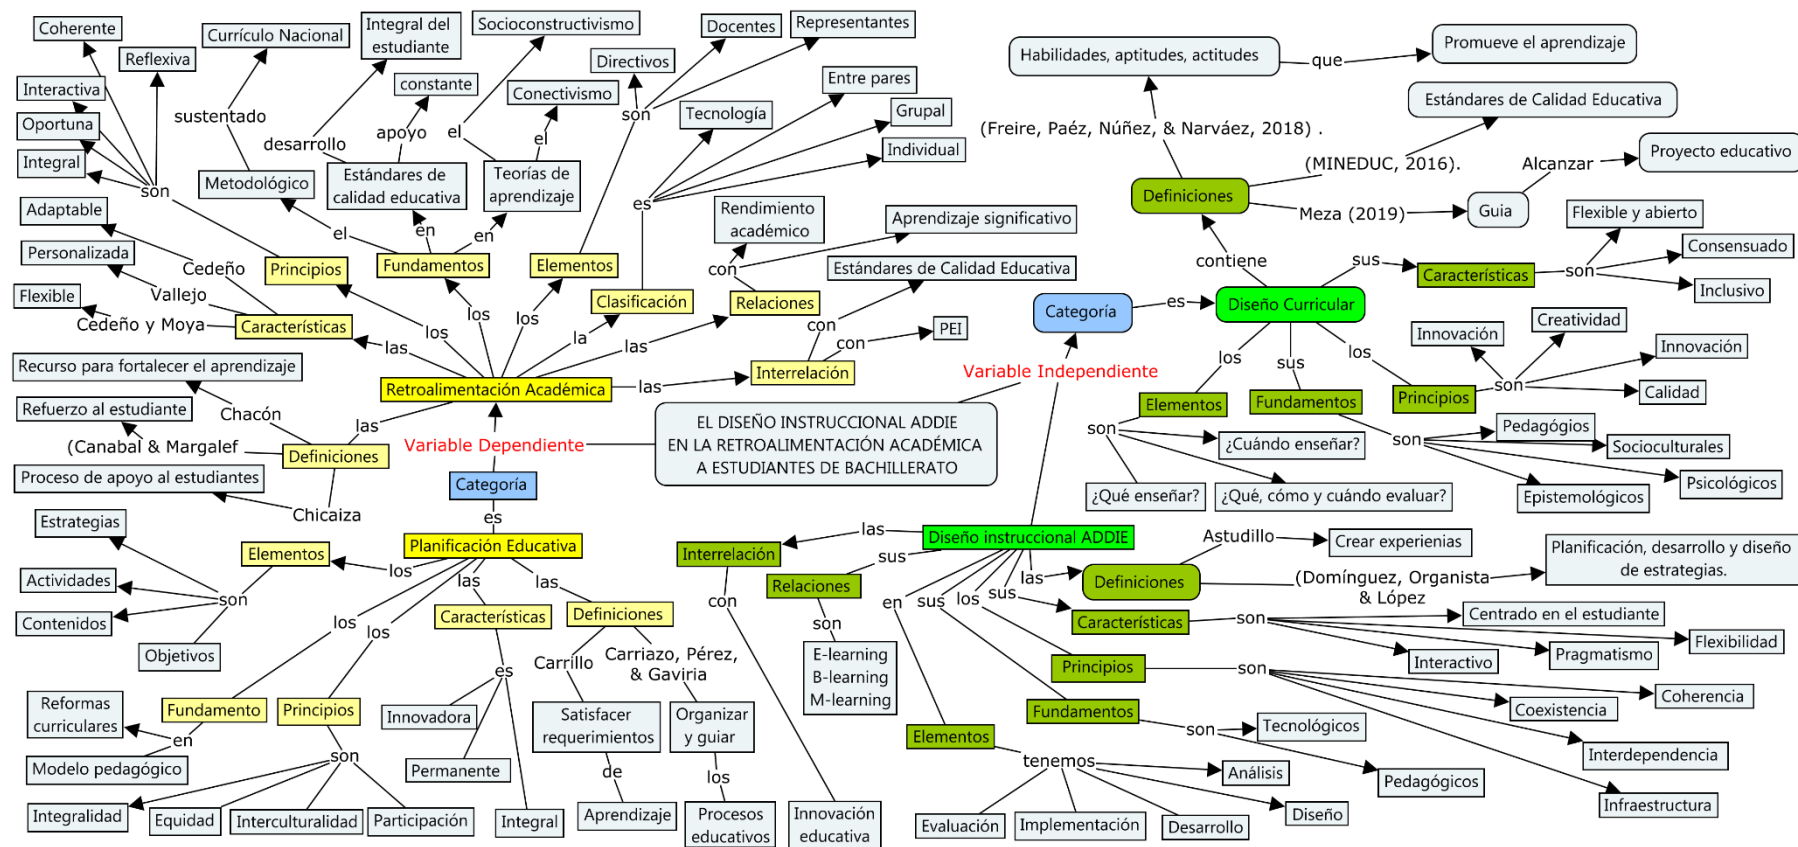 Coherente
Reflexiva
Interactiva
Oportuna
Integral
son
Currículo Nacional
sustentado
Metodológico
Integral del
estudiante
desarrollo
constante
apoyo
Estándares de
calidad educativa
Socioconstructivismo
Conectivismo
el
el
Teorías de
aprendizaje
el
en
en
Directivos
Docentes
Representantes
son
Tecnología
Entre pares
Grupal
Individual
es
Rendimiento
académico
Aprendizaje significativo
con
Estándares de Calidad Educativa
con
con
PEI
Adaptable
Personalizada
Flexible
Cedeño
Vallejo
Cedeño y Moya
Características
Principios
Fundamentos
Elementos
Clasificación
Relaciones
Interrelación
las
los
los
los
la
las
las
Retroalimentación Académica
Recurso para fortalecer el aprendizaje
Refuerzo al estudiante
Proceso de apoyo al estudiantes
Chacón
(Canabal & Margalef
Chicaiza
las
Definiciones
Variable Dependiente
Categoría
es
EL DISEÑO INSTRUCCIONAL ADDIE
EN LA RETROALIMENTACIÓN ACADÉMICA
A ESTUDIANTES DE BACHILLERATO
Variable Independiente
Categoría
es
Diseño Curricular
Habilidades, aptitudes, actitudes
que
Promueve el aprendizaje
(Freire, Paéz, Núñez, & Narváez, 2018) .
Estándares de Calidad Educativa
(MINEDUC, 2016).
Definiciones
Meza (2019)
Guia
Alcanzar
Proyecto educativo
contiene
sus
Características
son
Flexible y abierto
Consensuado
Inclusivo
los
sus
los
Elementos
Fundamentos
Principios
son
Innovación
Creatividad
Innovación
Calidad
son
¿Cuándo enseñar?
¿Qué enseñar?
¿Qué, cómo y cuándo evaluar?
son
Pedagógios
Socioculturales
Psicológicos
Epistemológicos
Planificación Educativa
los
los
los
las
las
Elementos
son
Estrategias
Actividades
Contenidos
Objetivos
Fundamento
en
Reformas
curriculares
Modelo pedagógico
Principios
son
Integralidad
Equidad
Interculturalidad
Participación
Características
es
Innovadora
Permanente
Integral
Definiciones
Carrillo
Satisfacer
requerimientos
de
Aprendizaje
Carriazo, Pérez,
& Gaviria
Organizar
y guiar
los
Procesos
educativos
Diseño instruccional ADDIE
las
sus
en
sus
los
sus
las
Interrelación
con
Innovación
educativa
Relaciones
son
E-learning
B-learning
M-learning
Elementos
tenemos
Evaluación
Implementación
Desarrollo
Diseño
Análisis
Fundamentos
son
Tecnológicos
Pedagógicos
Principios
son
Coherencia
Coexistencia
Interdependencia
Infraestructura
Características
son
Centrado en el estudiante
Flexibilidad
Pragmatismo
Interactivo
Definiciones
Astudillo
Crear experienias
(Domínguez, Organista
& López
Planificación, desarrollo y diseño
de estrategias.